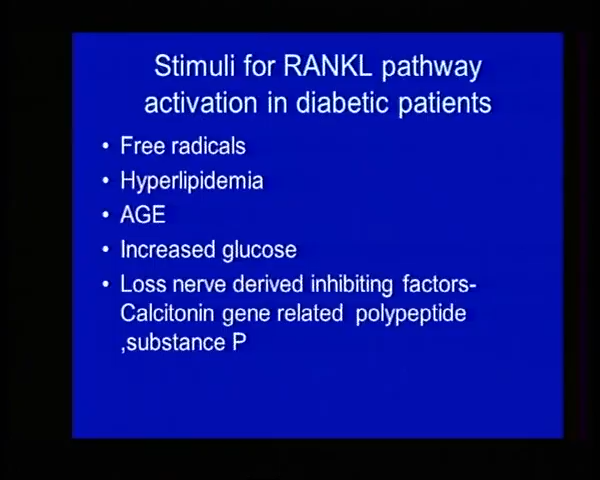 Stimuli for RANKL pathway
activation in diabetic patients
• Free radicals
• Hyperlipidemia
• AGE
• Increased glucose
• Loss nerve derived inhibiting factors-
Calcitonin gene related polypeptide
,substance P